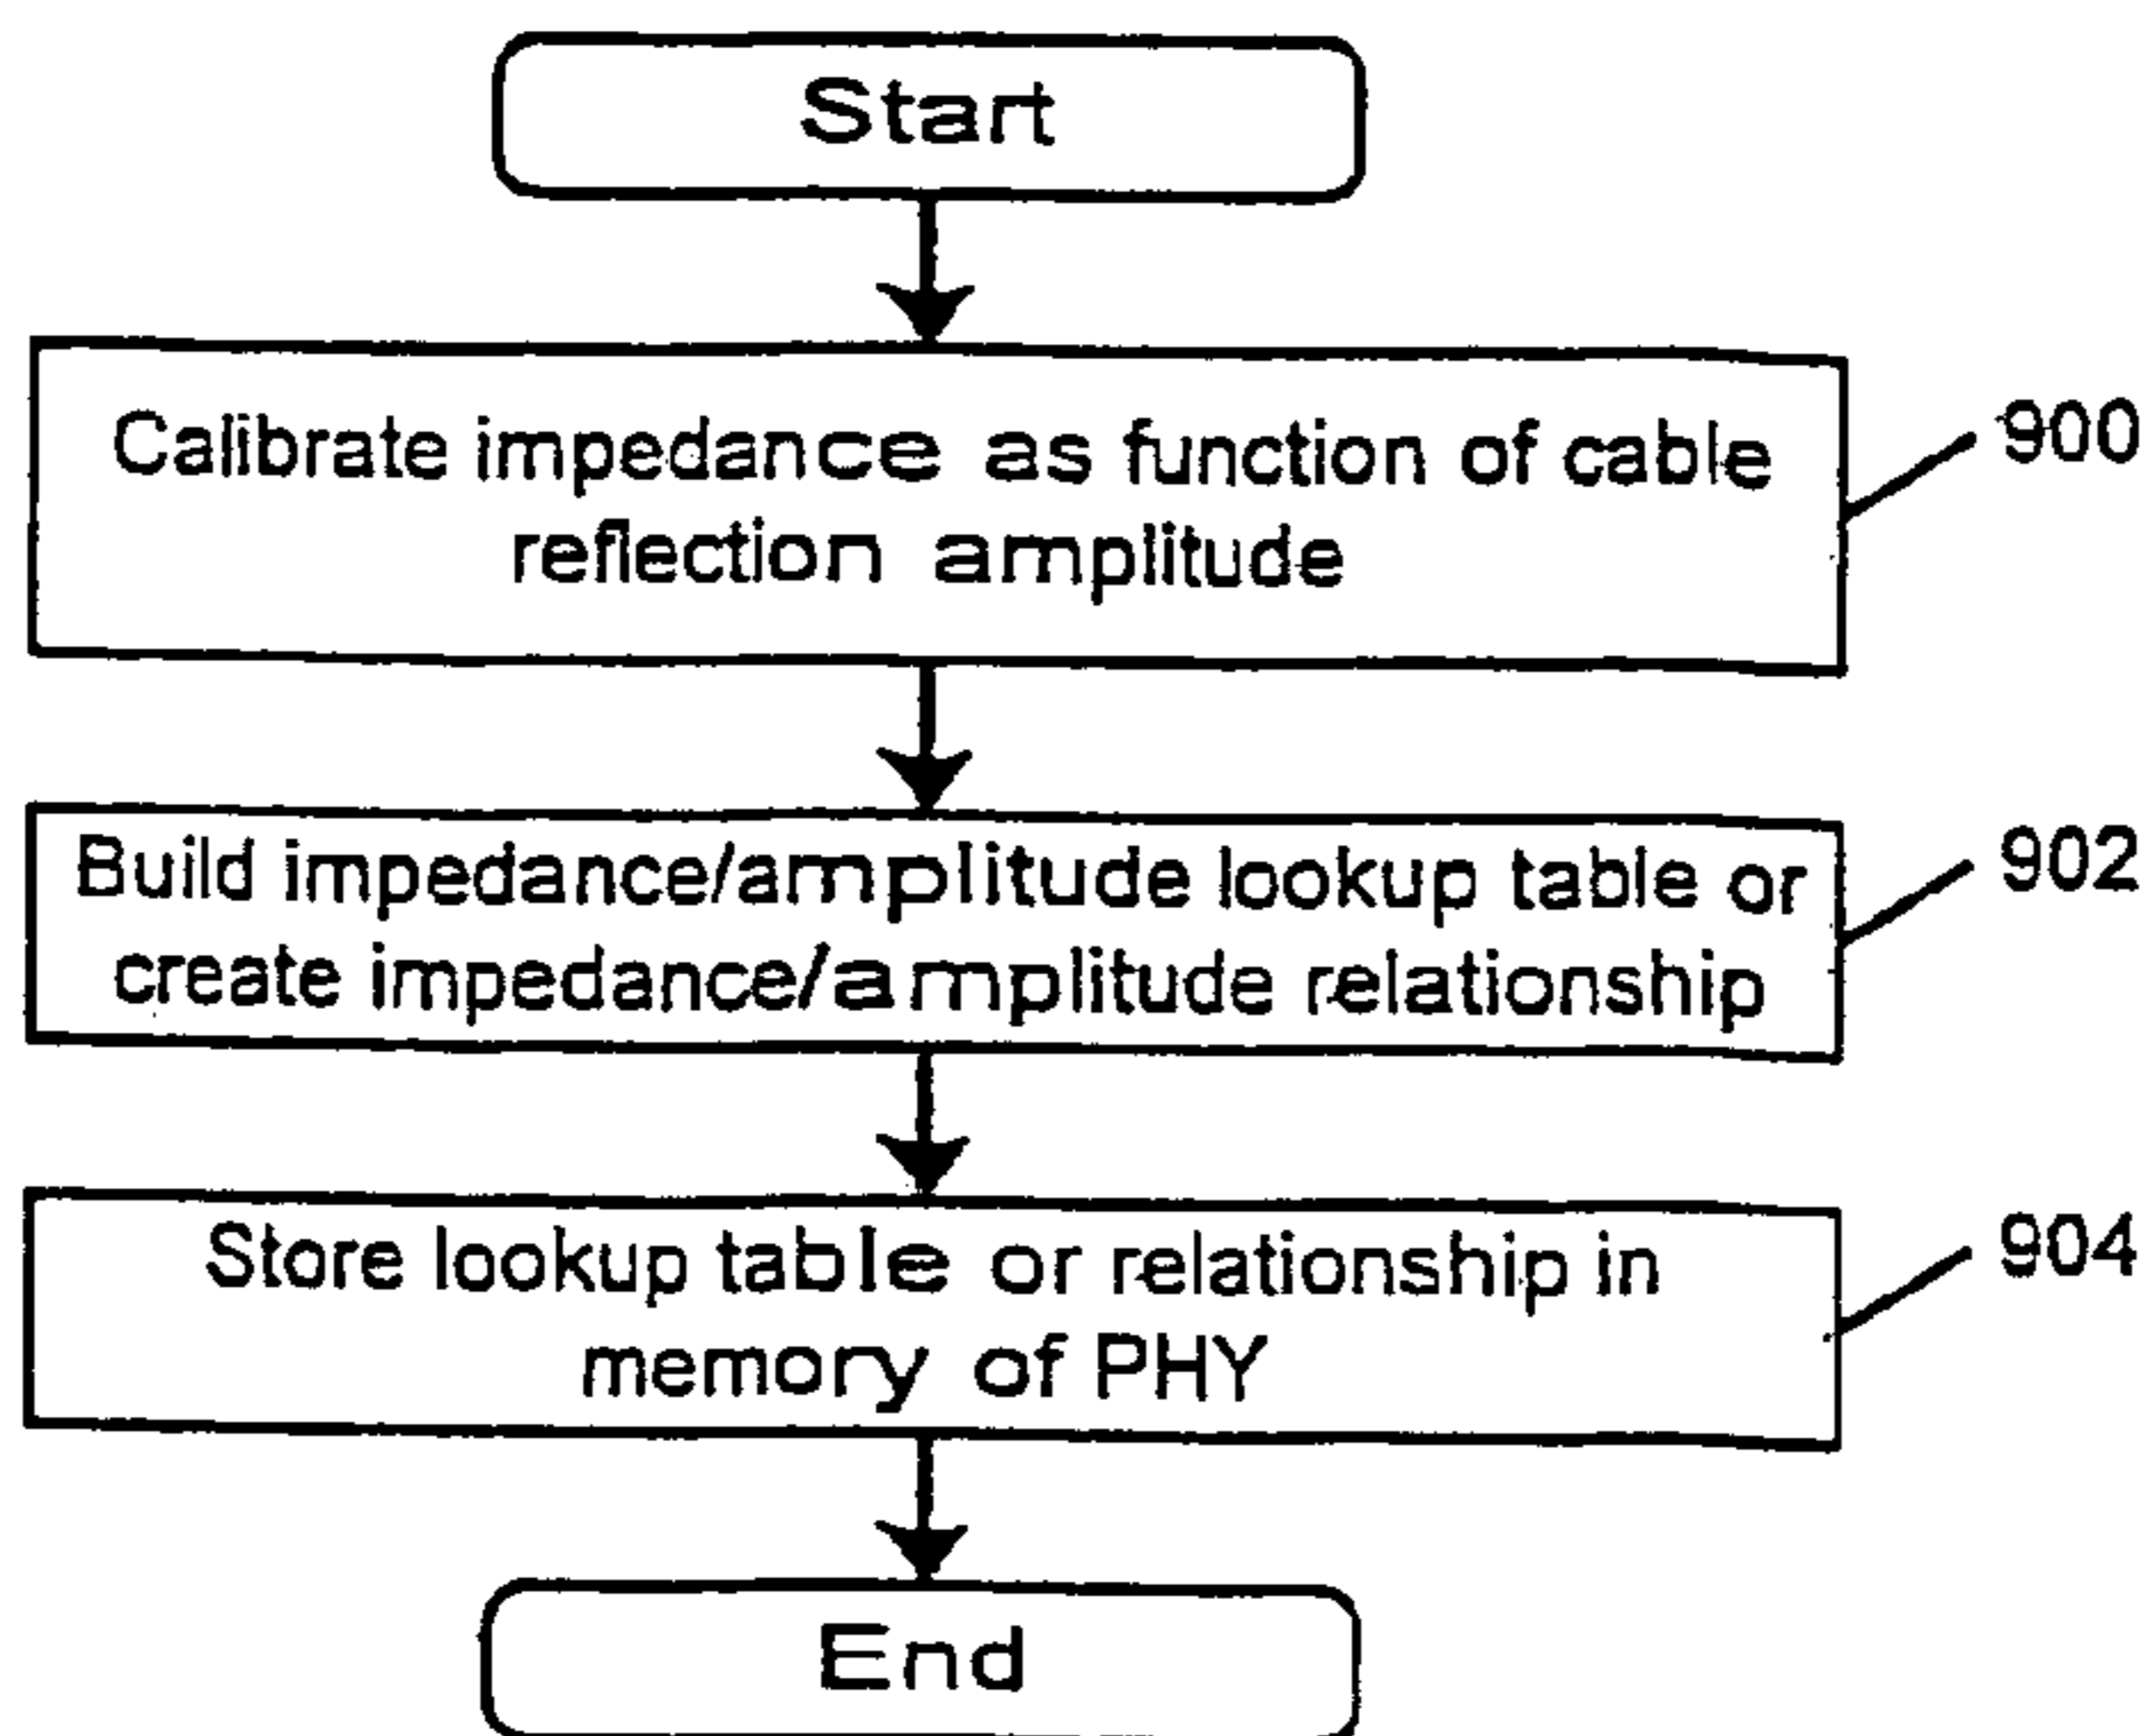 Start
Calibrate impedance as function of cable
reflection amplitude
900
Build impedance/amplitude lookup table or
create impedance/amplitude relationship
902
Store lookup table or relationship in
memory of PHY
904
End